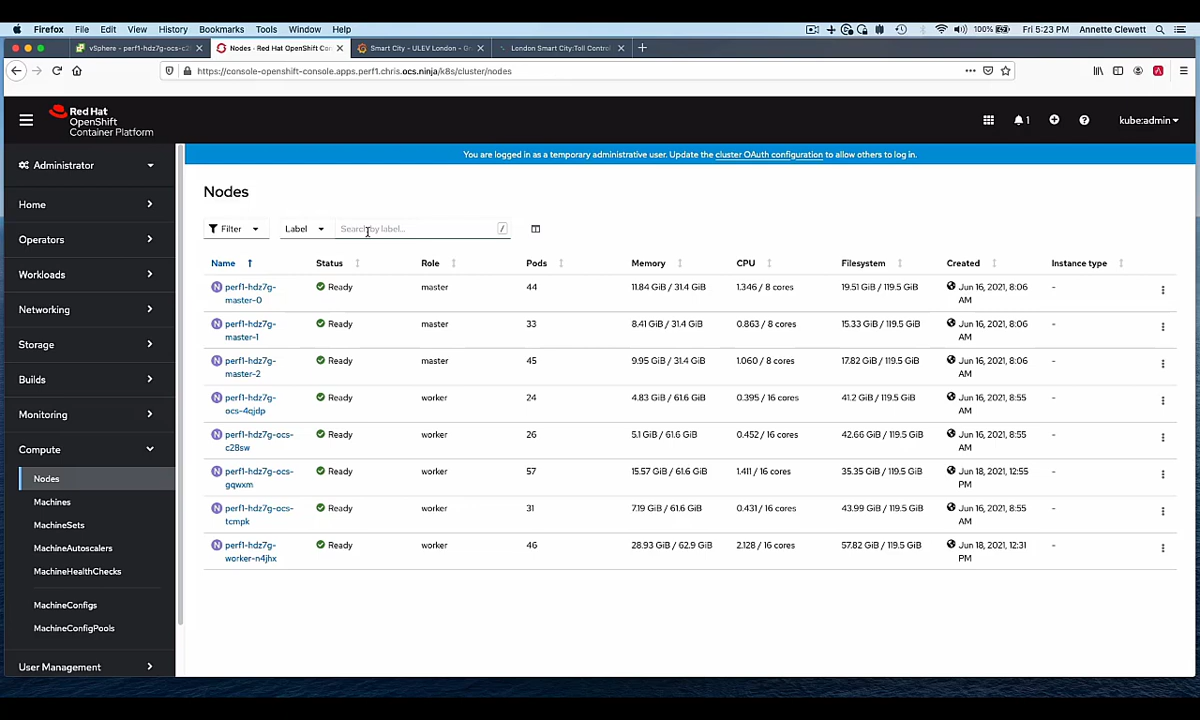 Firefox File Edit View History Bookmarks Tools Window Help 100% Fri 5:23 PM Annette Clewett
vSphere - perf1-hdz7g-ocs-c2 Nodes · Red Hat OpenShift Con Smart City - ULEV London - G London Smart City:Toll Control
https://console-openshift-console.apps.perf1.chris.ocs.ninja/k8s/cluster/nodes
Red Hat
OpenShift
Container Platform
1 kube:admin
You are logged in as a temporary administrative user. Update the cluster OAuth configuration to allow others to log in.
Administrator
Home
Operators
Workloads
Networking
Storage
Builds
Monitoring
Compute
Nodes
Machines
MachineSets
MachineAutoscalers
MachineHealthChecks
MachineConfigs
MachineConfigPools
User Management
Nodes
Filter Label Search by label... /
Name Status Role Pods Memory CPU Filesystem Created Instance type
N perf1-hdz7g- Ready master 44 11.84 GiB / 31.4 GiB 1.346 / 8 cores 19.51 GiB / 119.5 GiB Jun 16, 2021, 8:06 -
master-0 AM
N perf1-hdz7g- Ready master 33 8.41 GiB / 31.4 GiB 0.863 / 8 cores 15.33 GiB / 119.5 GiB Jun 16, 2021, 8:06 -
master-1 AM
N perf1-hdz7g- Ready master 45 9.95 GiB / 31.4 GiB 1.060 / 8 cores 17.82 GiB / 119.5 GiB Jun 16, 2021, 8:06 -
master-2 AM
N perf1-hdz7g- Ready worker 24 4.83 GiB / 61.6 GiB 0.395 / 16 cores 41.2 GiB / 119.5 GiB Jun 16, 2021, 8:55 -
ocs-4qjdp AM
N perf1-hdz7g-ocs- Ready worker 26 5.1 GiB / 61.6 GiB 0.452 / 16 cores 42.66 GiB / 119.5 GiB Jun 16, 2021, 8:55 -
c28sw AM
N perf1-hdz7g-ocs- Ready worker 57 15.57 GiB / 61.6 GiB 1.411 / 16 cores 35.35 GiB / 119.5 GiB Jun 18, 2021, 12:55 -
gqwxm PM
N perf1-hdz7g-ocs- Ready worker 31 7.19 GiB / 61.6 GiB 0.431 / 16 cores 43.99 GiB / 119.5 GiB Jun 16, 2021, 8:55 -
tcmpk AM
N perf1-hdz7g- Ready worker 46 28.93 GiB / 62.9 GiB 2.128 / 16 cores 57.82 GiB / 119.5 GiB Jun 18, 2021, 12:31 -
worker-n4jhx PM